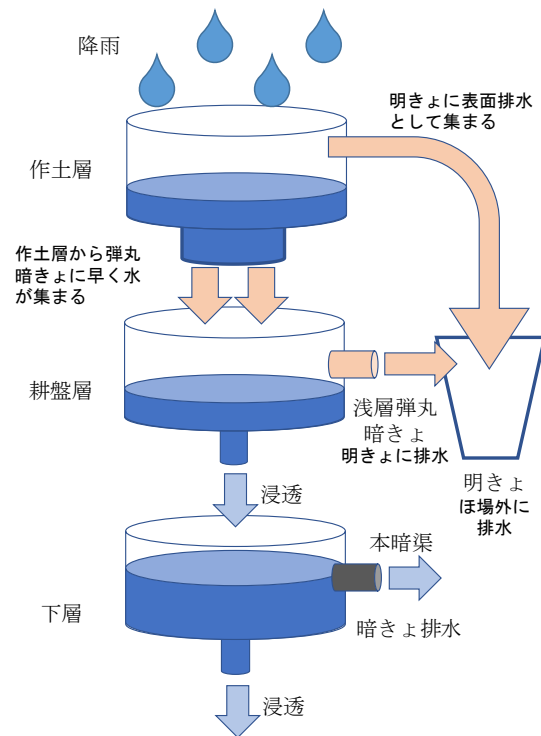 降雨
明きょに表面排水
として集まる
作土層
作土層から弾丸
暗きょに早く水
が集まる
耕盤層
浅層弾丸
暗きょ
明きょに排水
明きょ
ほ場外に
排水
浸透
本暗渠
下層
暗きょ排水
浸透